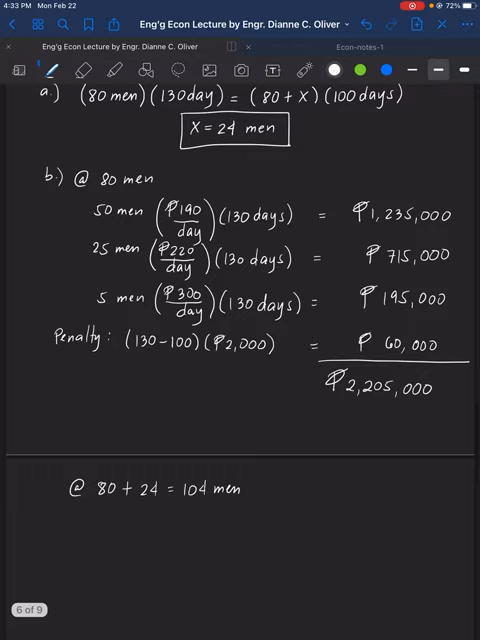 4:33 PM Mon Feb 22
72%
Eng'g Econ Lecture by Engr. Dianne C. Oliver
Eng'g Econ Lecture by Engr. Dianne C. Oliver
Econ-notes-1
a.) (80 men) (130 day) = (80 + X) (100 days)
X = 24 men
b.) @ 80 men
50 men (₱190/day) (130 days) = ₱1,235,000
25 men (₱220/day) (130 days) = ₱ 715,000
5 men (₱300/day) (130 days) = ₱ 195,000
Penalty: (130 - 100) (₱2,000) = ₱ 60,000
₱2,205,000
@ 80 + 24 = 104 men
6 of 9